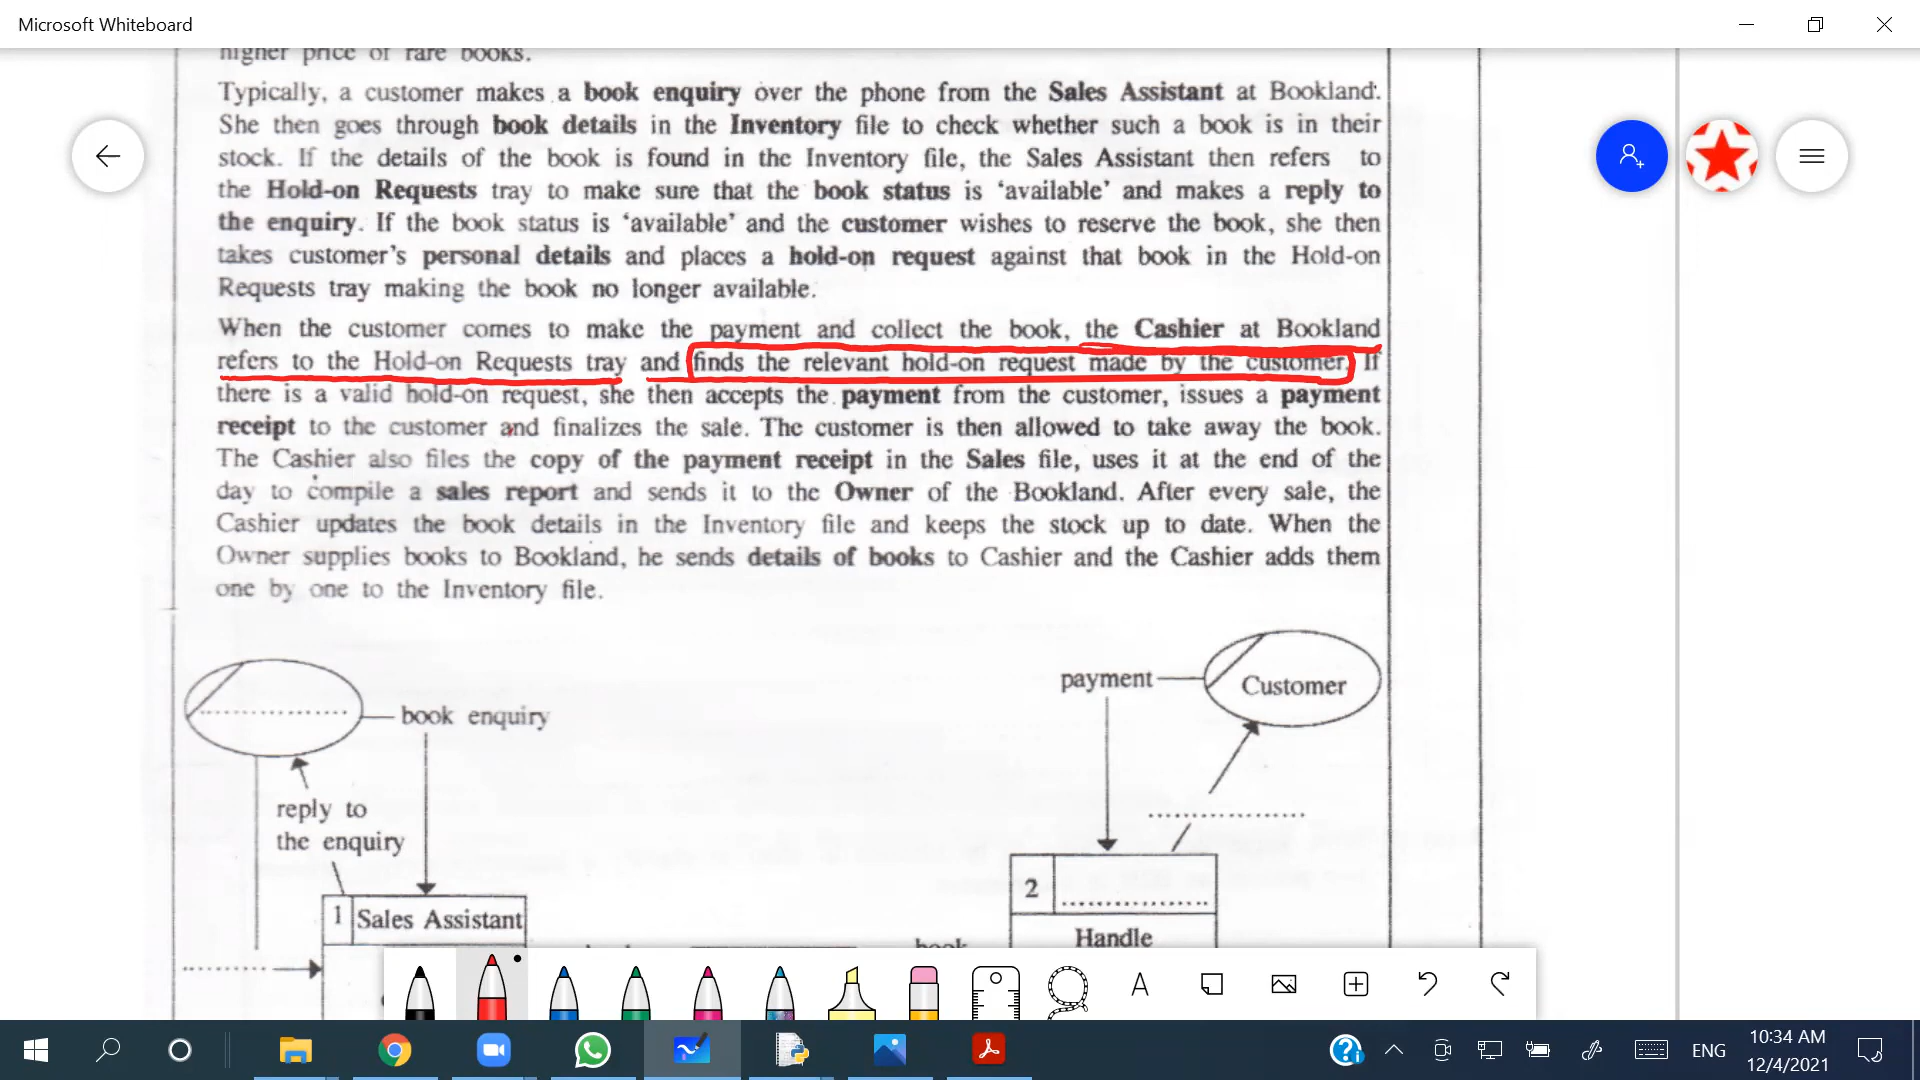 Microsoft Whiteboard
higher price of rare books.
Typically, a customer makes a book enquiry over the phone from the Sales Assistant at Bookland.
She then goes through book details in the Inventory file to check whether such a book is in their
stock. If the details of the book is found in the Inventory file, the Sales Assistant then refers to
the Hold-on Requests tray to make sure that the book status is ‘available’ and makes a reply to
the enquiry. If the book status is ‘available’ and the customer wishes to reserve the book, she then
takes customer’s personal details and places a hold-on request against that book in the Hold-on
Requests tray making the book no longer available.
When the customer comes to make the payment and collect the book, the Cashier at Bookland
refers to the Hold-on Requests tray and finds the relevant hold-on request made by the customer. If
there is a valid hold-on request, she then accepts the payment from the customer, issues a payment
receipt to the customer and finalizes the sale. The customer is then allowed to take away the book.
The Cashier also files the copy of the payment receipt in the Sales file, uses it at the end of the
day to compile a sales report and sends it to the Owner of the Bookland. After every sale, the
Cashier updates the book details in the Inventory file and keeps the stock up to date. When the
Owner supplies books to Bookland, he sends details of books to Cashier and the Cashier adds them
one by one to the Inventory file.
payment
Customer
book enquiry
reply to
the enquiry
1 Sales Assistant
2
Handle
book
ENG
10:34 AM
12/4/2021